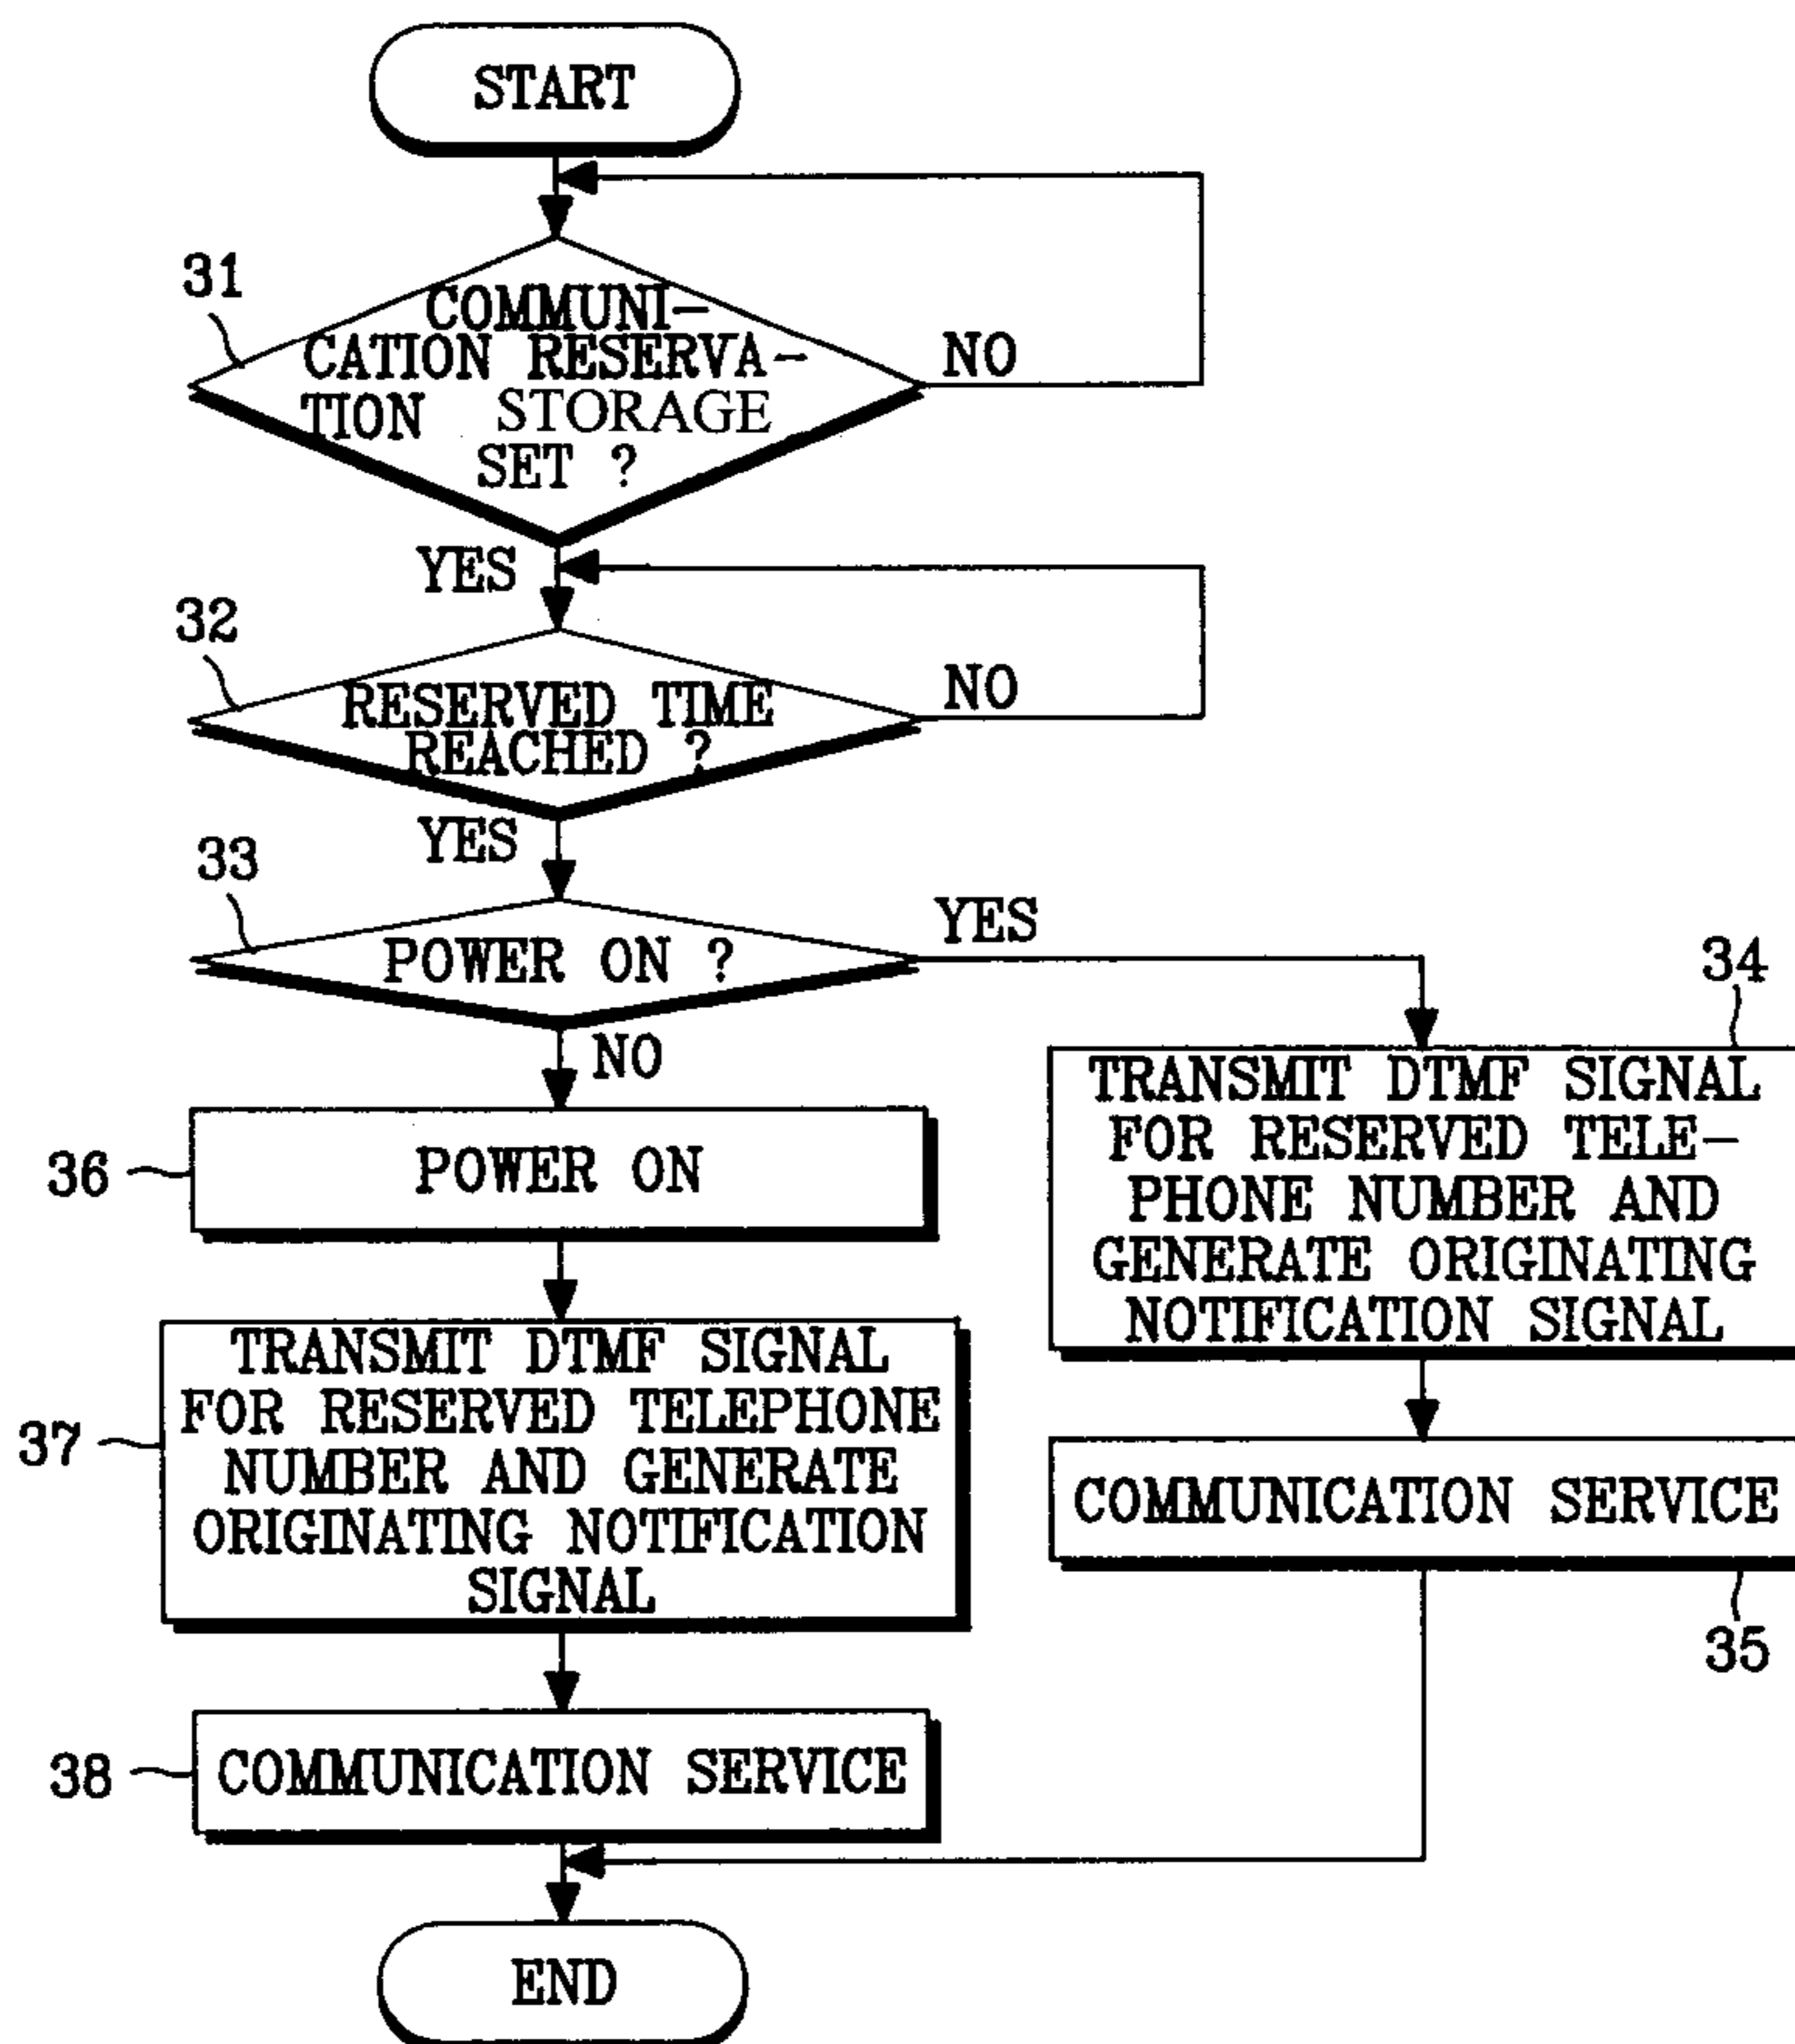 START
31
COMMUNI-
CATION RESERVA-
TION STORAGE
SET ?
NO
YES
32
RESERVED TIME
REACHED ?
NO
YES
33
POWER ON ?
YES
NO
34
TRANSMIT DTMF SIGNAL
FOR RESERVED TELE-
PHONE NUMBER AND
GENERATE ORIGINATING
NOTIFICATION SIGNAL
36
POWER ON
37
TRANSMIT DTMF SIGNAL
FOR RESERVED TELEPHONE
NUMBER AND GENERATE
ORIGINATING NOTIFICATION
SIGNAL
COMMUNICATION SERVICE
35
38
COMMUNICATION SERVICE
END